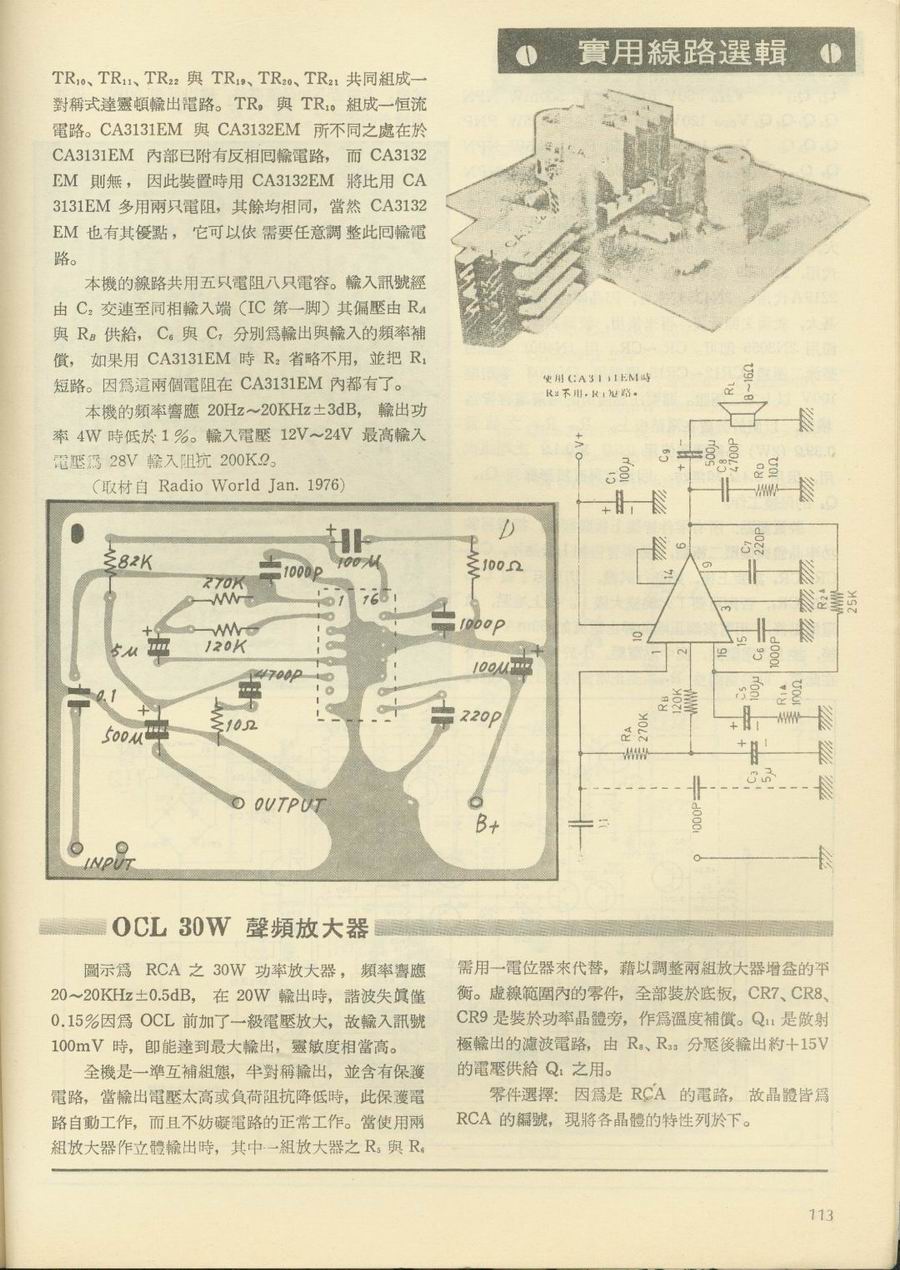 實用線路選輯
TR₁₀、TR₁₁、TR₂₂ 與 TR₁₉、TR₂₀、TR₂₁ 共同組成一
對稱式達靈頓輸出電路。TR₉ 與 TR₁₀ 組成一恒流
電路。CA3131EM 與 CA3132EM 所不同之處在於
CA3131EM 內部已附有反相回輸電路，而 CA3132
EM 則無，因此裝置時用 CA3132EM 將比用 CA
3131EM 多用兩只電阻，其餘均相同，當然 CA3132
EM 也有其優點，它可以依需要任意調整此回輸電
路。
本機的線路共用五只電阻八只電容。輸入訊號經
由 C₂ 交連至同相輸入端（IC 第一脚）其偏壓由 R_A
與 R_B 供給，C₆ 與 C₇ 分別爲輸出與輸入的頻率補
償，如果用 CA3131EM 時 R₂ 省略不用，並把 R₁
短路。因爲這兩個電阻在 CA3131EM 內都有了。
本機的頻率響應 20Hz～20KHz±3dB，輸出功
率 4W 時低於 1％。輸入電壓 12V～24V 最高輸入
電壓爲 28V 輸入阻抗 200KΩ。
（取材自 Radio World Jan. 1976）
使用CA3131EM時
R₂不用，R₁短路。
D
82K
270K
1000P
100μ
100Ω
1 16
5μ
120K
1000P
4700P
100μ
0.1
500μ
10Ω
220P
OUTPUT
B+
INPUT
V+
C₁
100μ
C₉
500μ
R_L
8～16Ω
C₈
4700P
R_D
10Ω
14
6
9
10
3
1
2
16
15
C₇
220P
C₆
1000P
R₂A
25K
R_A
270K
R_B
120K
C₅
100μ
R₁A
100Ω
C₃
5μ
1000P
OCL 30W 聲頻放大器
圖示爲 RCA 之 30W 功率放大器，頻率響應
20～20KHz±0.5dB，在 20W 輸出時，諧波失眞僅
0.15％因爲 OCL 前加了一級電壓放大，故輸入訊號
100mV 時，卽能達到最大輸出，靈敏度相當高。
全機是一準互補組態，半對稱輸出，並含有保護
電路，當輸出電壓太高或負荷阻抗降低時，此保護電
路自動工作，而且不妨礙電路的正常工作。當使用兩
組放大器作立體輸出時，其中一組放大器之 R₅ 與 R₆
需用一電位器來代替，藉以調整兩組放大器增益的平
衡。虛線範圍內的零件，全部裝於底板，CR7、CR8、
CR9 是裝於功率晶體旁，作爲溫度補償。Q₁₁ 是做射
極輸出的濾波電路，由 R₈、R₃₃ 分壓後輸出約＋15V
的電壓供給 Q₁ 之用。
零件選擇：因爲是 RCA 的電路，故晶體皆爲
RCA 的編號，現將各晶體的特性列於下。
113